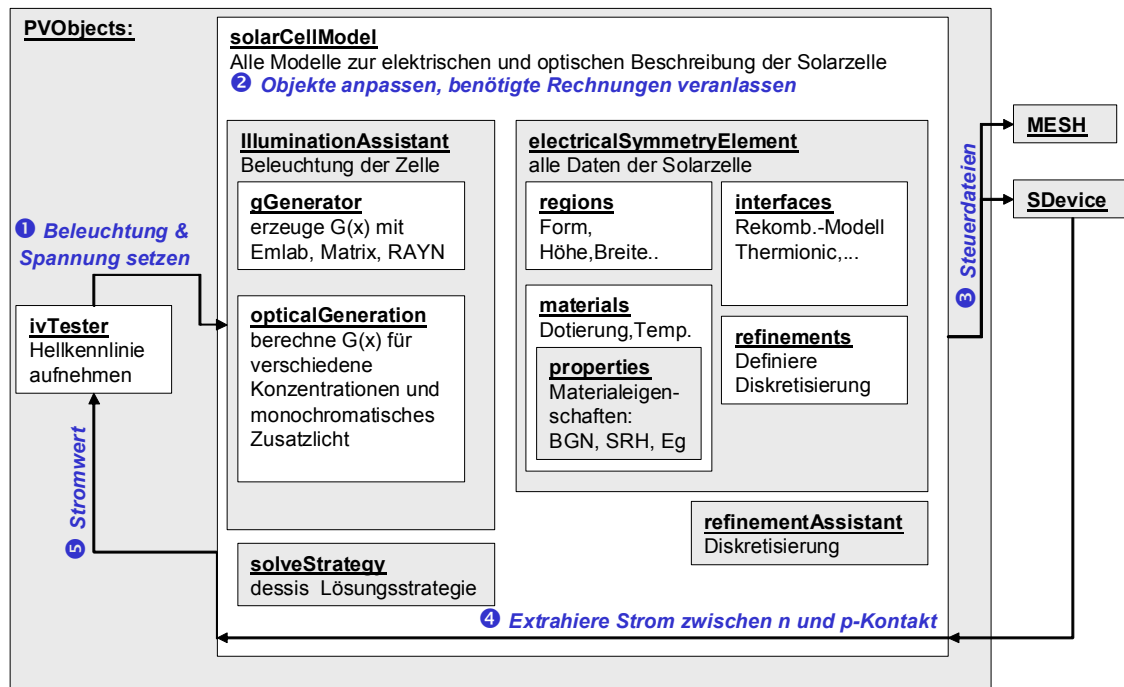 PVObjects:
solarCellModel
Alle Modelle zur elektrischen und optischen Beschreibung der Solarzelle
❷ Objekte anpassen, benötigte Rechnungen veranlassen
IlluminationAssistant
Beleuchtung der Zelle
gGenerator
erzeuge G(x) mit
Emlab, Matrix, RAYN
opticalGeneration
berechne G(x) für
verschiedene
Konzentrationen und
monochromatisches
Zusatzlicht
electricalSymmetryElement
alle Daten der Solarzelle
regions
Form,
Höhe,Breite..
interfaces
Rekomb.-Modell
Thermionic,...
materials
Dotierung,Temp.
properties
Materialeigen-
schaften:
BGN, SRH, Eg
refinements
Definiere
Diskretisierung
refinementAssistant
Diskretisierung
solveStrategy
dessis Lösungsstrategie
❶ Beleuchtung &
Spannung setzen
ivTester
Hellkennlinie
aufnehmen
❺ Stromwert
❸ Steuerdateien
MESH
SDevice
❹ Extrahiere Strom zwischen n und p-Kontakt